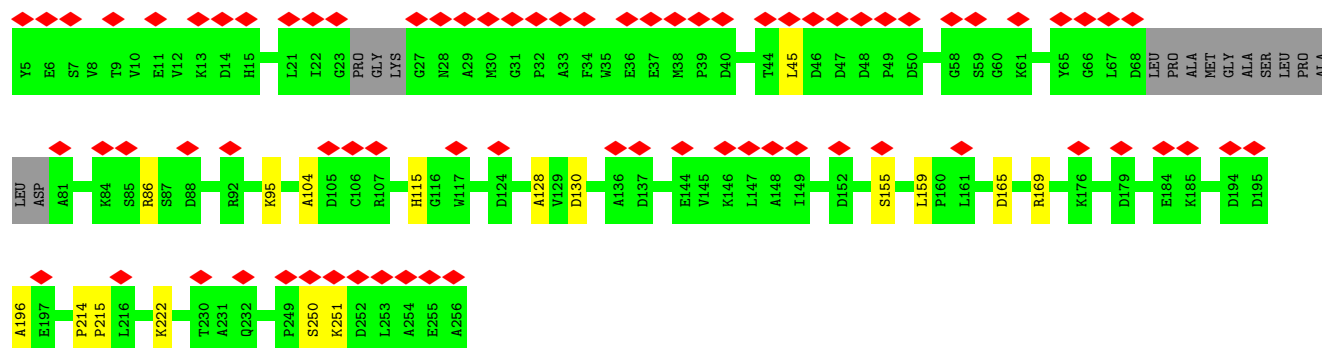 Y5 E6 S7 V8 T9 V10 E11 V12 K13 D14 H15 L21 I22 G23 PRO GLY LYS G27 N28 A29 M30 G31 P32 A33 F34 W35 E36 E37 M38 P39 D40 T44 L45 D46 D47 D48 P49 D50 G58 S59 G60 K61 Y65 G66 L67 D68 LEU PRO ALA MET GLY ALA SER LEU PRO ALA
LEU ASP A81 K84 S85 R86 S87 D88 R92 K95 A104 D105 C106 R107 H115 G116 W117 D124 A128 V129 D130 A136 D137 E144 V145 K146 L147 A148 I149 D152 S155 L159 P160 L161 D165 R169 K176 D179 E184 K185 D194 D195
A196 E197 P214 P215 L216 K222 T230 A231 Q232 P249 S250 K251 D252 L253 A254 E255 A256